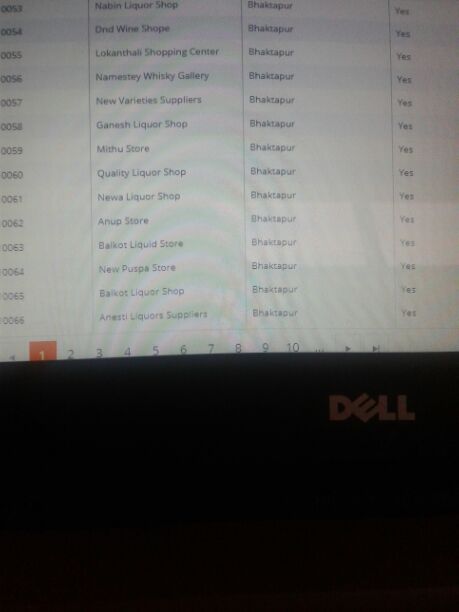 0053 Nabin Liquor Shop Bhaktapur Yes
0054 Dnd Wine Shope Bhaktapur Yes
0055 Lokanthali Shopping Center Bhaktapur Yes
0056 Namestey Whisky Gallery Bhaktapur Yes
0057 New Varieties Suppliers Bhaktapur Yes
0058 Ganesh Liquor Shop Bhaktapur Yes
0059 Mithu Store Bhaktapur Yes
0060 Quality Liquor Shop Bhaktapur Yes
0061 Newa Liquor Shop Bhaktapur Yes
0062 Anup Store Bhaktapur Yes
0063 Balkot Liquid Store Bhaktapur Yes
0064 New Puspa Store Bhaktapur Yes
0065 Balkot Liquor Shop Bhaktapur Yes
0066 Anesti Liquors Suppliers Bhaktapur Yes
1 2 3 4 5 6 7 8 9 10 ...
DELL